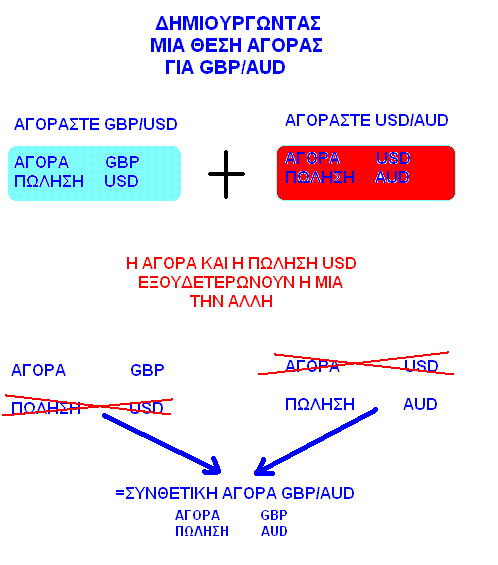 ΔΗΜΙΟΥΡΓΩΝΤΑΣ
ΜΙΑ ΘΕΣΗ ΑΓΟΡΑΣ
ΓΙΑ GBP/AUD
ΑΓΟΡΑΣΤΕ GBP/USD
ΑΓΟΡΑ GBP
ΠΩΛΗΣΗ USD
+
ΑΓΟΡΑΣΤΕ USD/AUD
ΑΓΟΡΑ USD
ΠΩΛΗΣΗ AUD
Η ΑΓΟΡΑ ΚΑΙ Η ΠΩΛΗΣΗ USD
ΕΞΟΥΔΕΤΕΡΩΝΟΥΝ Η ΜΙΑ
ΤΗΝ ΑΛΛΗ
ΑΓΟΡΑ GBP
ΠΩΛΗΣΗ USD
ΑΓΟΡΑ USD
ΠΩΛΗΣΗ AUD
=ΣΥΝΘΕΤΙΚΗ ΑΓΟΡΑ GBP/AUD
ΑΓΟΡΑ GBP
ΠΩΛΗΣΗ AUD